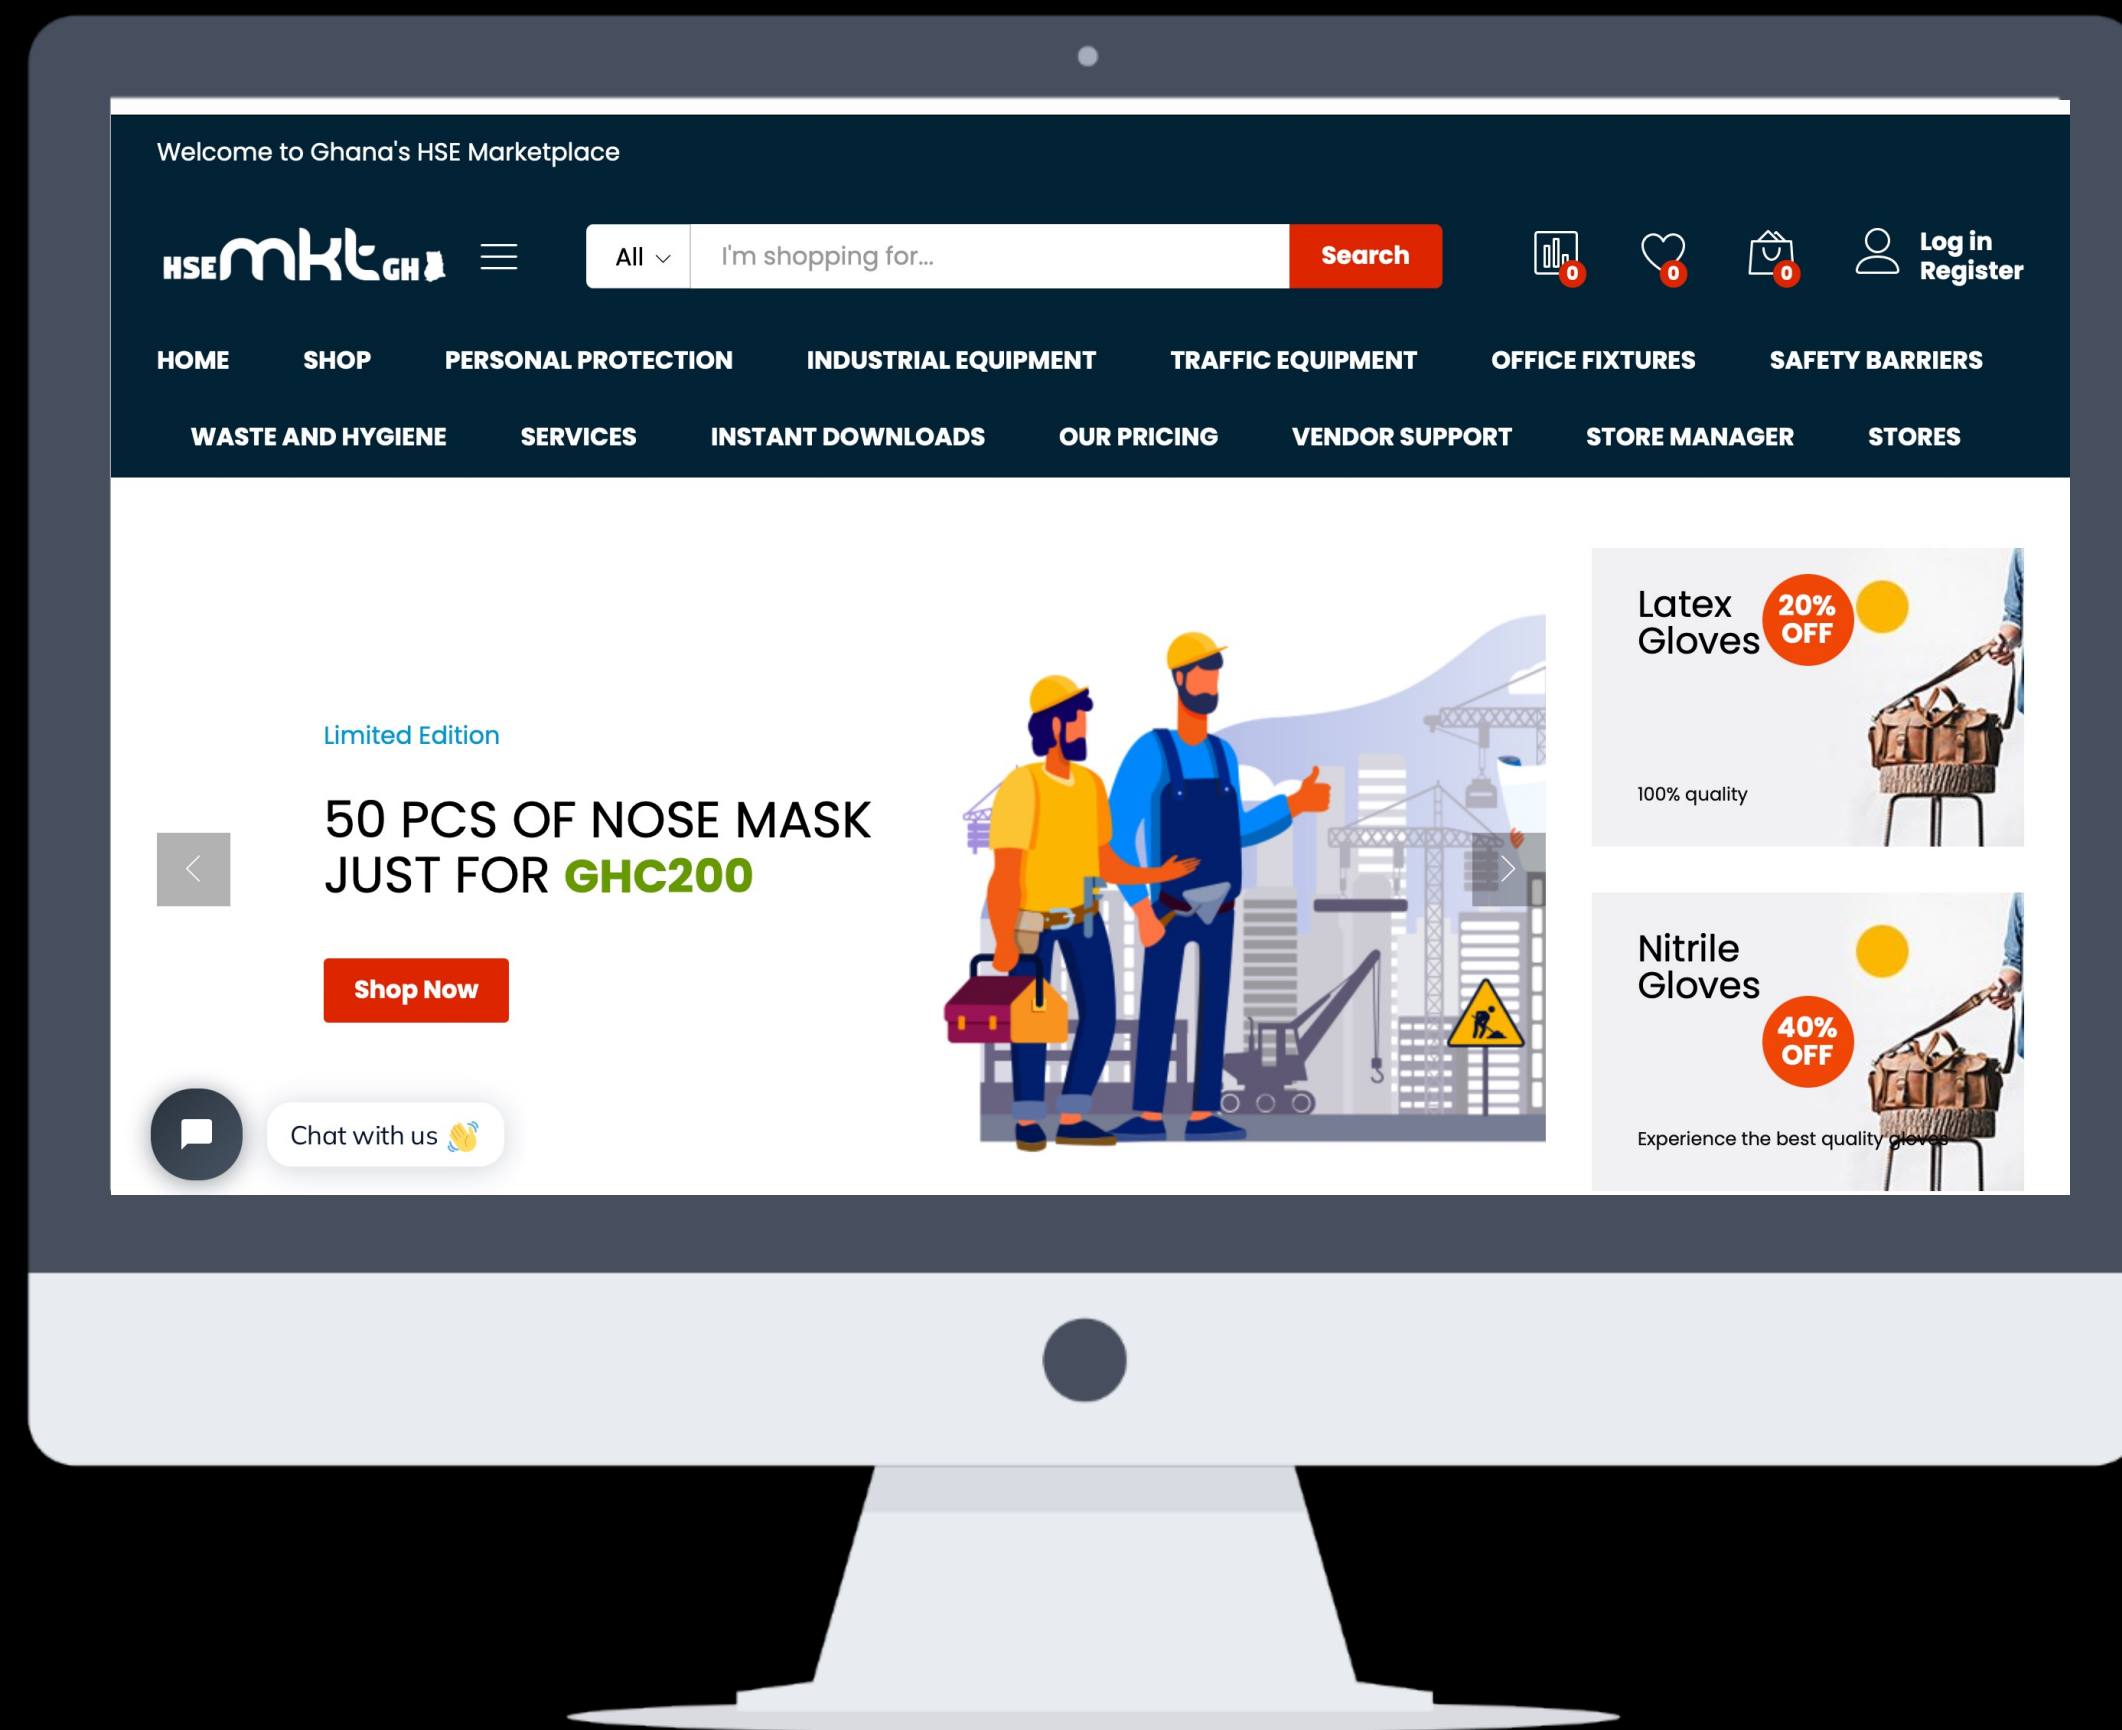 Welcome to Ghana's HSE Marketplace
HSE mkt GH
All
I'm shopping for...
Search
0
0
0
Log in
Register
HOME SHOP PERSONAL PROTECTION INDUSTRIAL EQUIPMENT TRAFFIC EQUIPMENT OFFICE FIXTURES SAFETY BARRIERS
WASTE AND HYGIENE SERVICES INSTANT DOWNLOADS OUR PRICING VENDOR SUPPORT STORE MANAGER STORES
Limited Edition
50 PCS OF NOSE MASK
JUST FOR GHC200
Shop Now
Chat with us 👋
Latex
Gloves
20%
OFF
100% quality
Nitrile
Gloves
40%
OFF
Experience the best quality gloves